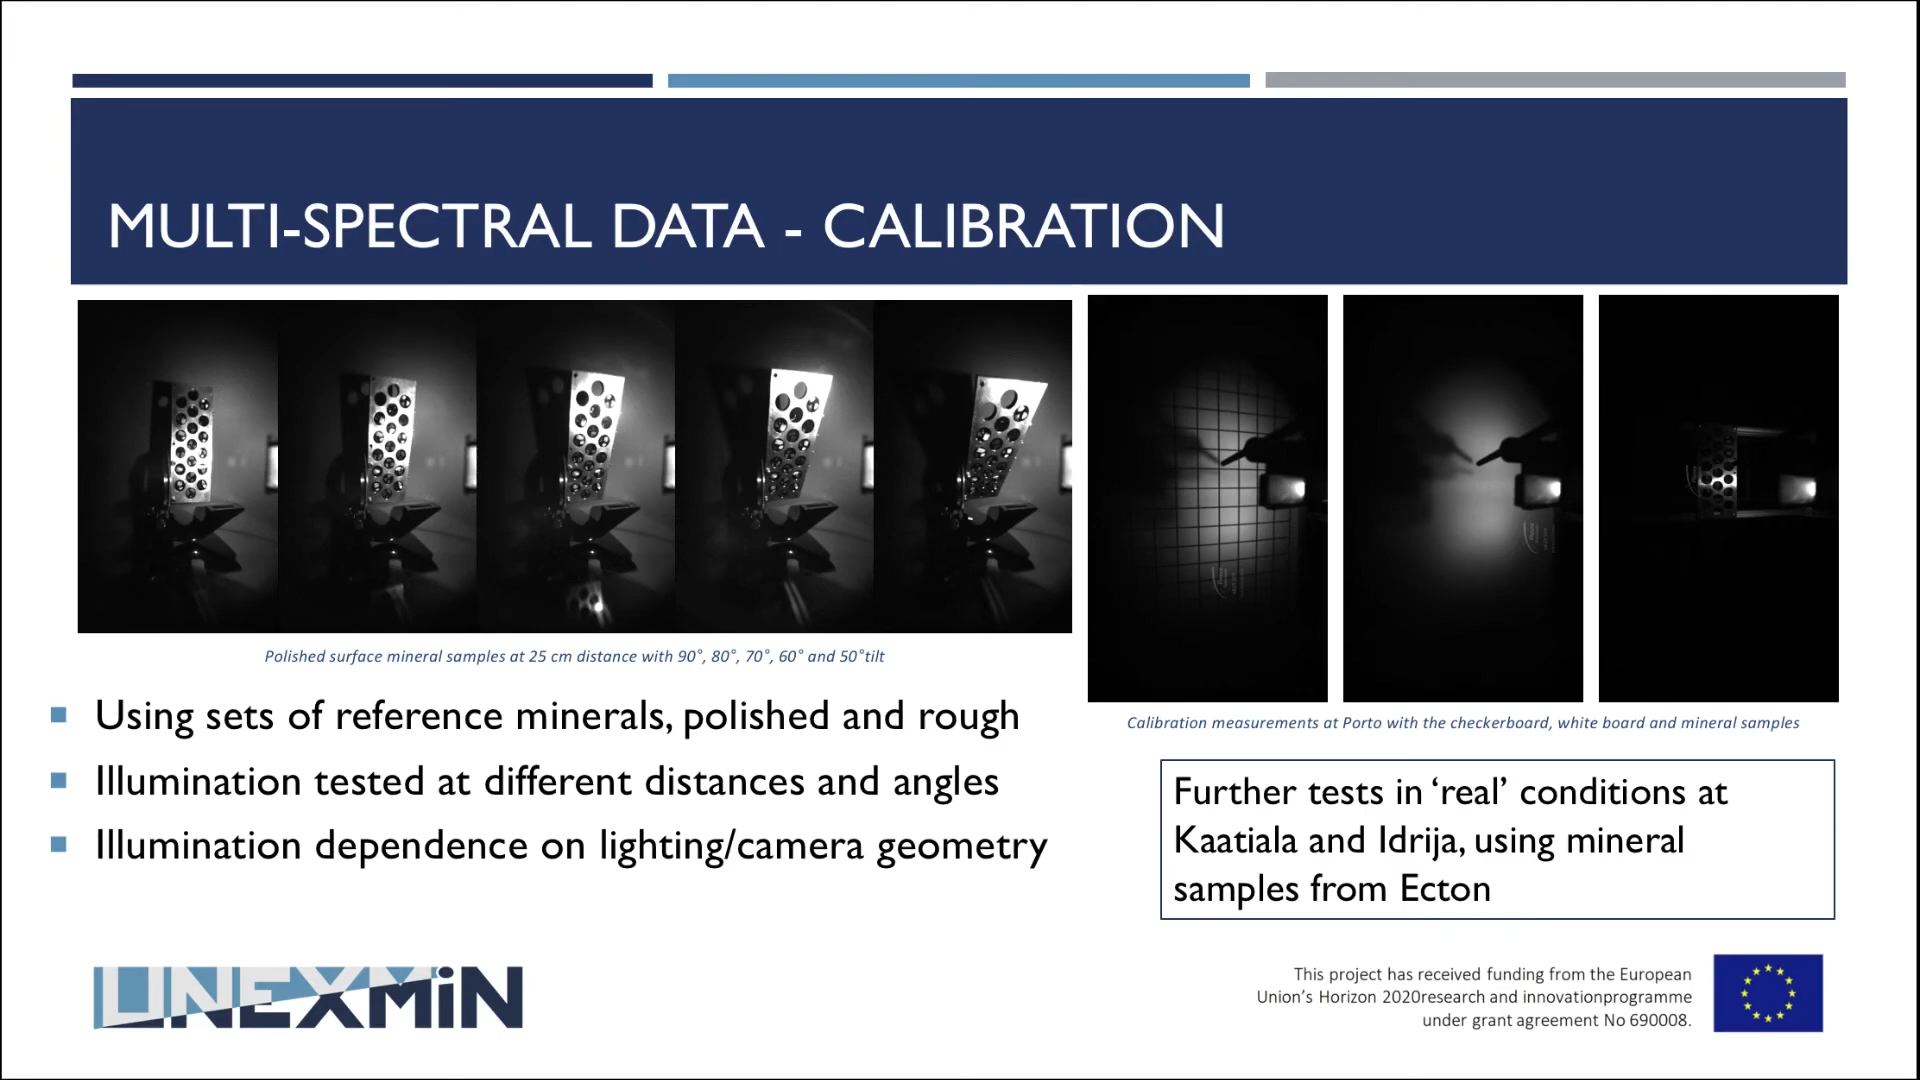 MULTI-SPECTRAL DATA - CALIBRATION
Polished surface mineral samples at 25 cm distance with 90°, 80°, 70°, 60° and 50°tilt
Calibration measurements at Porto with the checkerboard, white board and mineral samples
Using sets of reference minerals, polished and rough
Illumination tested at different distances and angles
Illumination dependence on lighting/camera geometry
Further tests in ‘real’ conditions at
Kaatiala and Idrija, using mineral
samples from Ecton
UNEXMiN
This project has received funding from the European
Union’s Horizon 2020research and innovationprogramme
under grant agreement No 690008.